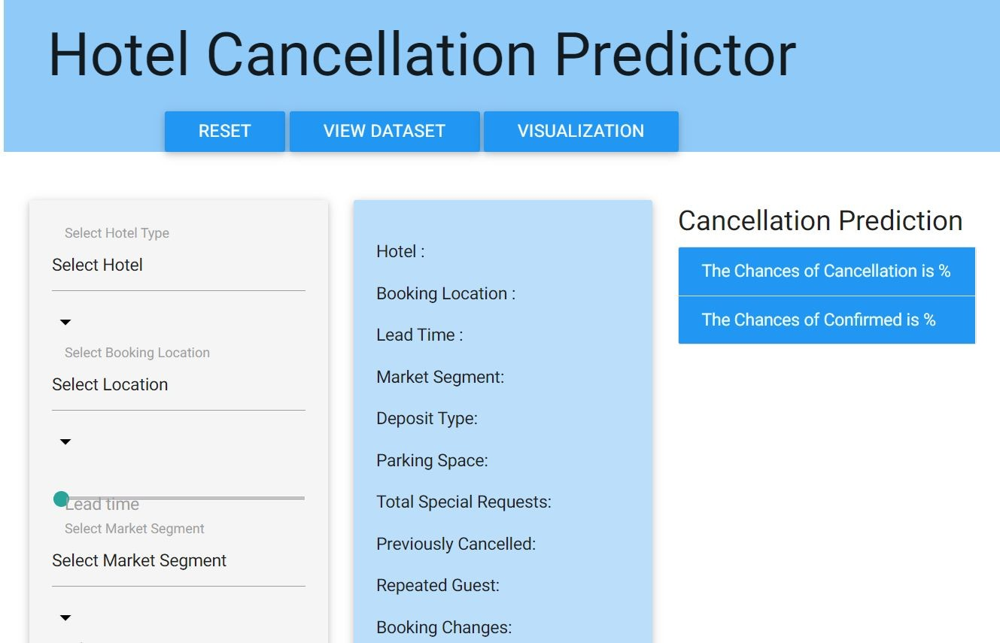 Hotel Cancellation Predictor
RESET
VIEW DATASET
VISUALIZATION
Select Hotel Type
Select Hotel
Select Booking Location
Select Location
Lead time
Select Market Segment
Select Market Segment
Hotel :
Booking Location :
Lead Time :
Market Segment:
Deposit Type:
Parking Space:
Total Special Requests:
Previously Cancelled:
Repeated Guest:
Booking Changes:
Cancellation Prediction
The Chances of Cancellation is %
The Chances of Confirmed is %